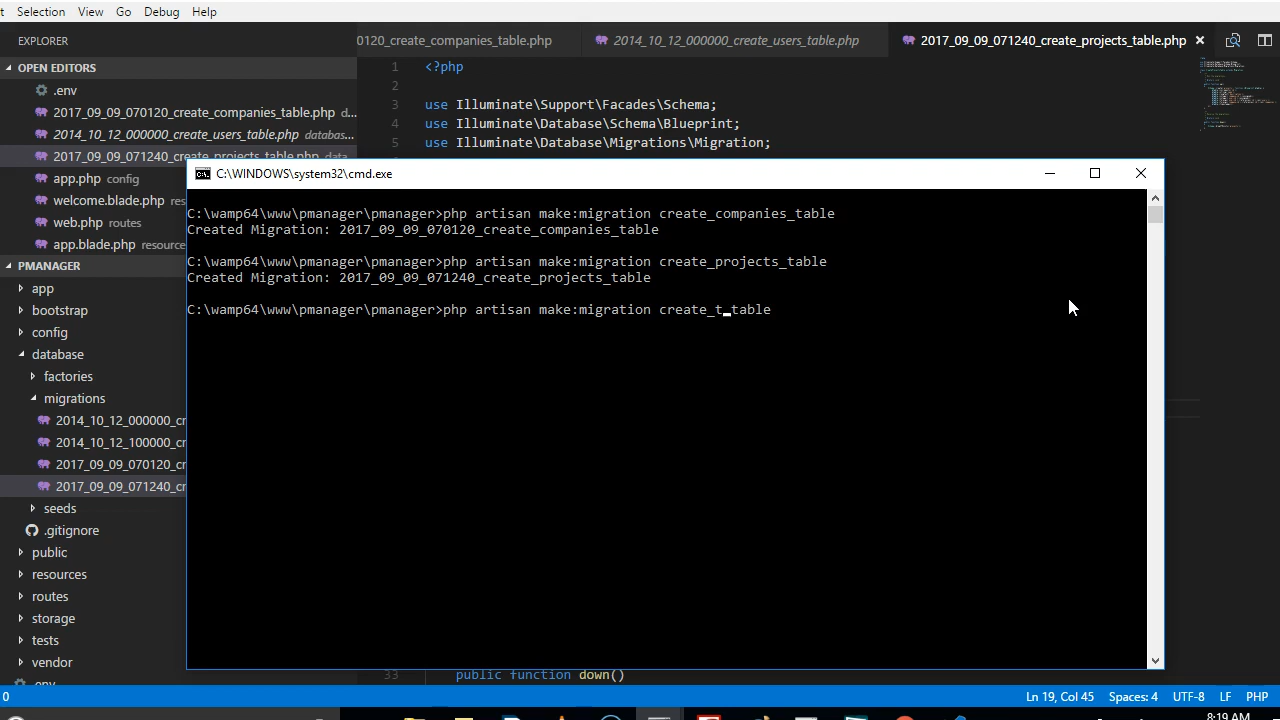 t Selection View Go Debug Help
EXPLORER
0120_create_companies_table.php 2014_10_12_000000_create_users_table.php 2017_09_09_071240_create_projects_table.php
OPEN EDITORS
.env
2017_09_09_070120_create_companies_table.php d...
2014_10_12_000000_create_users_table.php databas...
2017_09_09_071240_create_projects_table.php data...
app.php config
welcome.blade.php res
web.php routes
app.blade.php resource
PMANAGER
app
bootstrap
config
database
factories
migrations
2014_10_12_000000_cr
2014_10_12_100000_cr
2017_09_09_070120_cr
2017_09_09_071240_cr
seeds
.gitignore
public
resources
routes
storage
tests
vendor
.env
1 <?php
2
3 use Illuminate\Support\Facades\Schema;
4 use Illuminate\Database\Schema\Blueprint;
5 use Illuminate\Database\Migrations\Migration;
C:\WINDOWS\system32\cmd.exe
C:\wamp64\www\pmanager\pmanager>php artisan make:migration create_companies_table
Created Migration: 2017_09_09_070120_create_companies_table
C:\wamp64\www\pmanager\pmanager>php artisan make:migration create_projects_table
Created Migration: 2017_09_09_071240_create_projects_table
C:\wamp64\www\pmanager\pmanager>php artisan make:migration create_t_table
33 public function down()
0 Ln 19, Col 45 Spaces: 4 UTF-8 LF PHP
8:19 AM